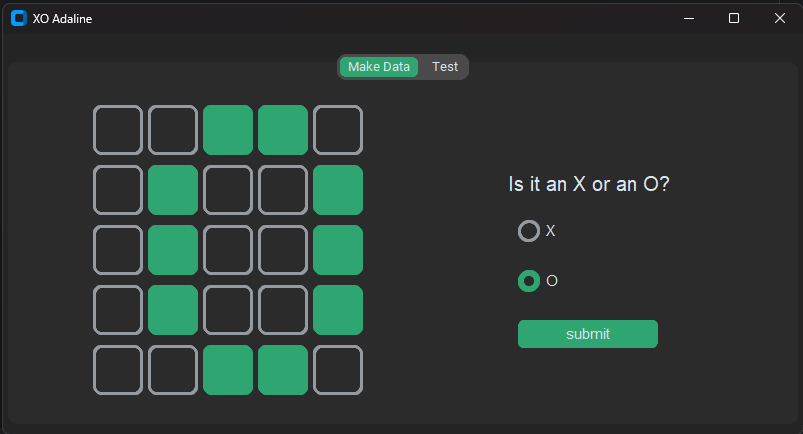 XO Adaline
Make Data Test
Is it an X or an O?
X
O
submit